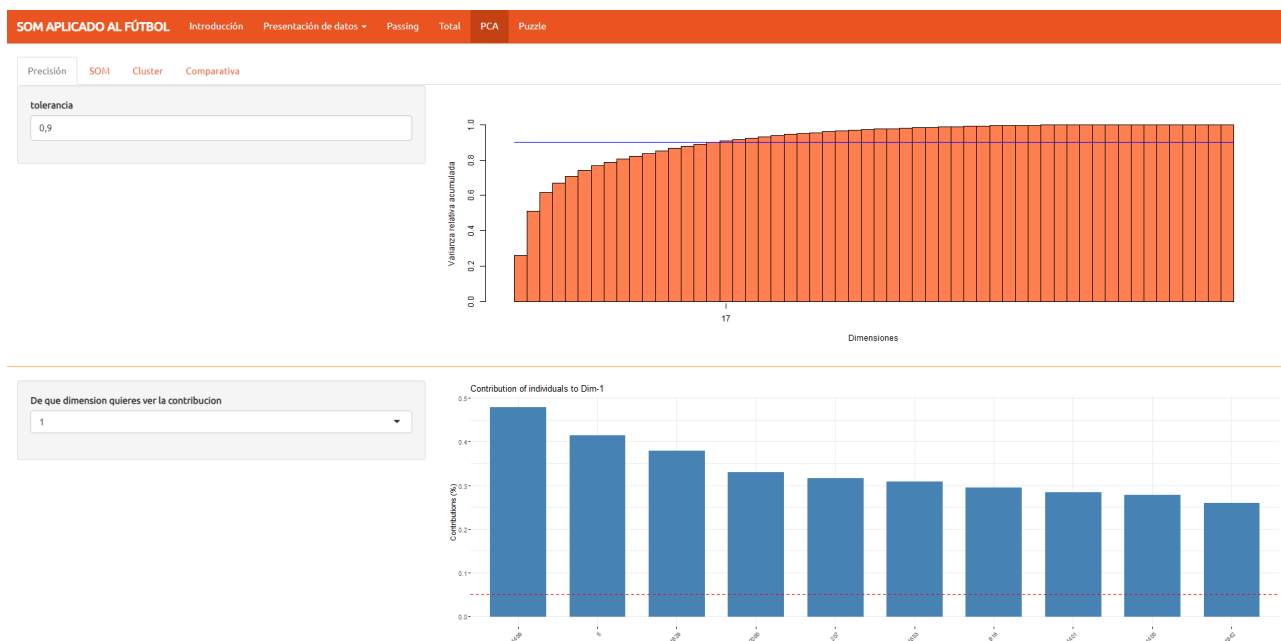 SOM APLICADO AL FÚTBOL Introducción Presentación de datos Passing Total PCA Puzzle
Precisión SOM Cluster Comparativa
tolerancia
0,9
Varianza relativa acumulada
1.0
0.8
0.6
0.4
0.2
0.0
17
Dimensiones
De que dimension quieres ver la contribucion
1
Contribution of individuals to Dim-1
Contributions (%)
0.5
0.4
0.3
0.2
0.1
0.0